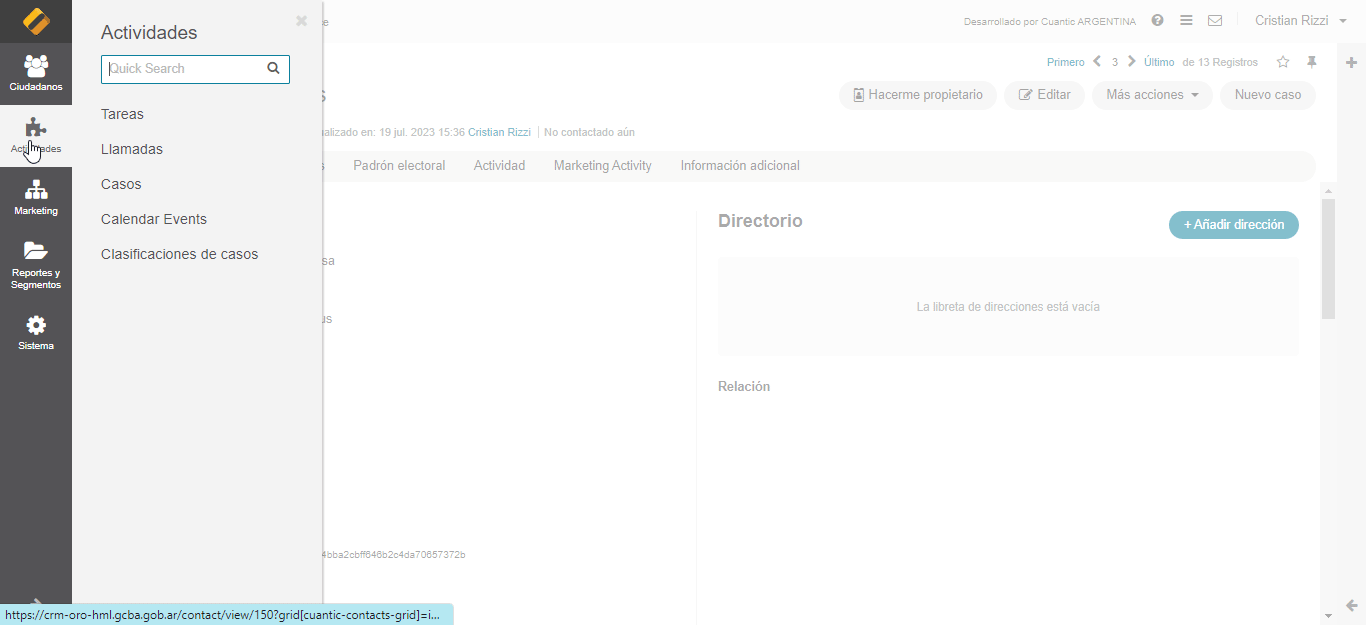 Ciudadanos
Actividades
Marketing
Reportes y
Segmentos
Sistema
Actividades
Quick Search
Tareas
Llamadas
Casos
Calendar Events
Clasificaciones de casos
Desarrollado por Cuantic ARGENTINA
Cristian Rizzi
Primero 3 Último de 13 Registros
Hacerme propietario
Editar
Más acciones
Nuevo caso
alizado en: 19 jul. 2023 15:36 Cristian Rizzi No contactado aún
Padrón electoral
Actividad
Marketing Activity
Información adicional
sa
us
4bba2cbff646b2c4da70657372b
Directorio
+ Añadir dirección
La libreta de direcciones está vacía
Relación
https://crm-oro-hml.gcba.gob.ar/contact/view/150?grid[cuantic-contacts-grid]=i...